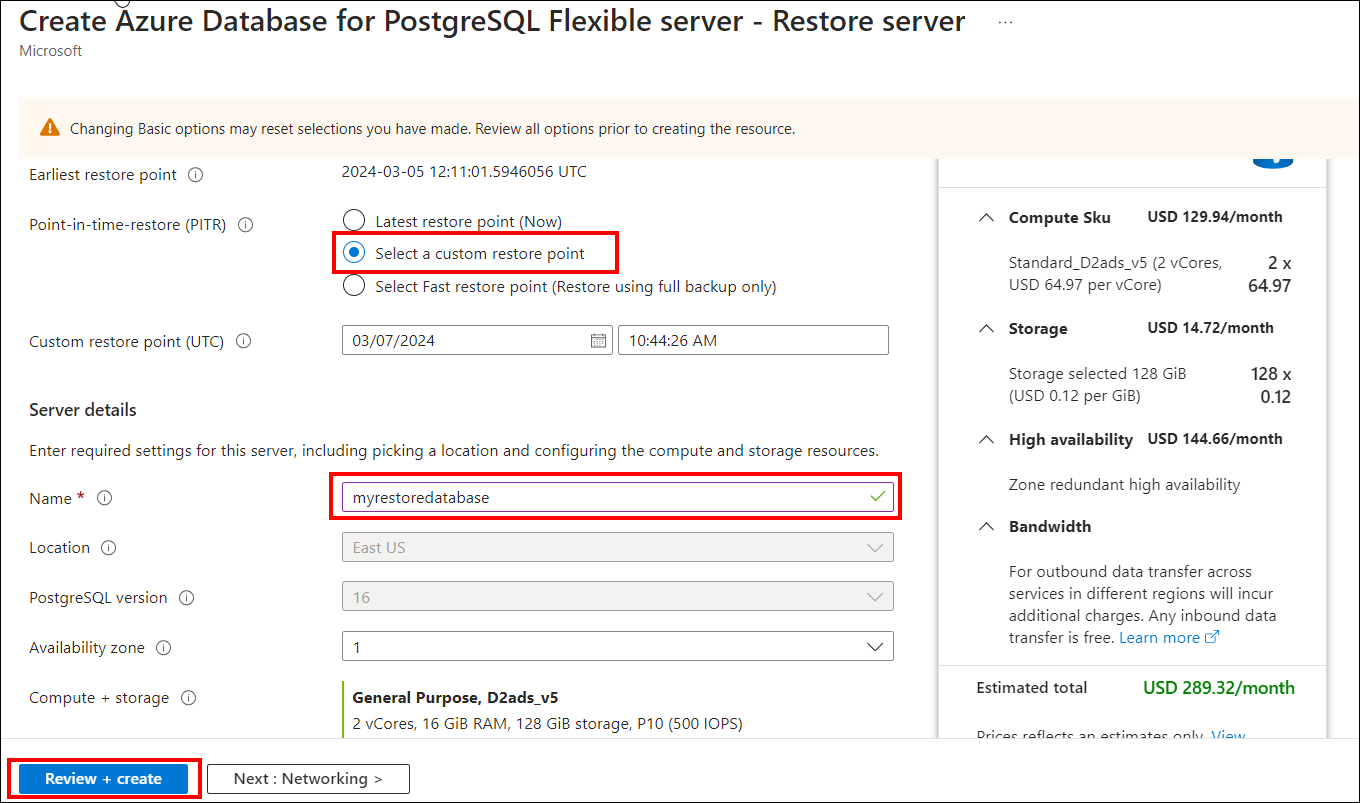 Create Azure Database for PostgreSQL Flexible server - Restore server ...
Microsoft
Changing Basic options may reset selections you have made. Review all options prior to creating the resource.
Earliest restore point
2024-03-05 12:11:01.5946056 UTC
Point-in-time-restore (PITR)
Latest restore point (Now)
Select a custom restore point
Select Fast restore point (Restore using full backup only)
Custom restore point (UTC)
03/07/2024
10:44:26 AM
Server details
Enter required settings for this server, including picking a location and configuring the compute and storage resources.
Name *
myrestoredatabase
Location
East US
PostgreSQL version
16
Availability zone
1
Compute + storage
General Purpose, D2ads_v5
2 vCores, 16 GiB RAM, 128 GiB storage, P10 (500 IOPS)
Compute Sku USD 129.94/month
Standard_D2ads_v5 (2 vCores, 2 x
USD 64.97 per vCore) 64.97
Storage USD 14.72/month
Storage selected 128 GiB 128 x
(USD 0.12 per GiB) 0.12
High availability USD 144.66/month
Zone redundant high availability
Bandwidth
For outbound data transfer across
services in different regions will incur
additional charges. Any inbound data
transfer is free. Learn more
Estimated total USD 289.32/month
Prices reflect an estimates only. View
Review + create
Next : Networking >